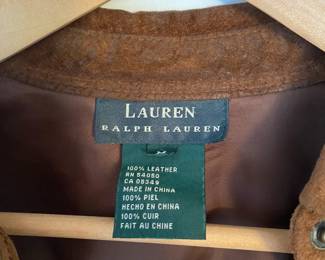 LAUREN
RALPH LAUREN
100% LEATHER
RN 54050
CA 05349
MADE IN CHINA
100% PIEL
HECHO EN CHINA
100% CUIR
FAIT AU CHINE